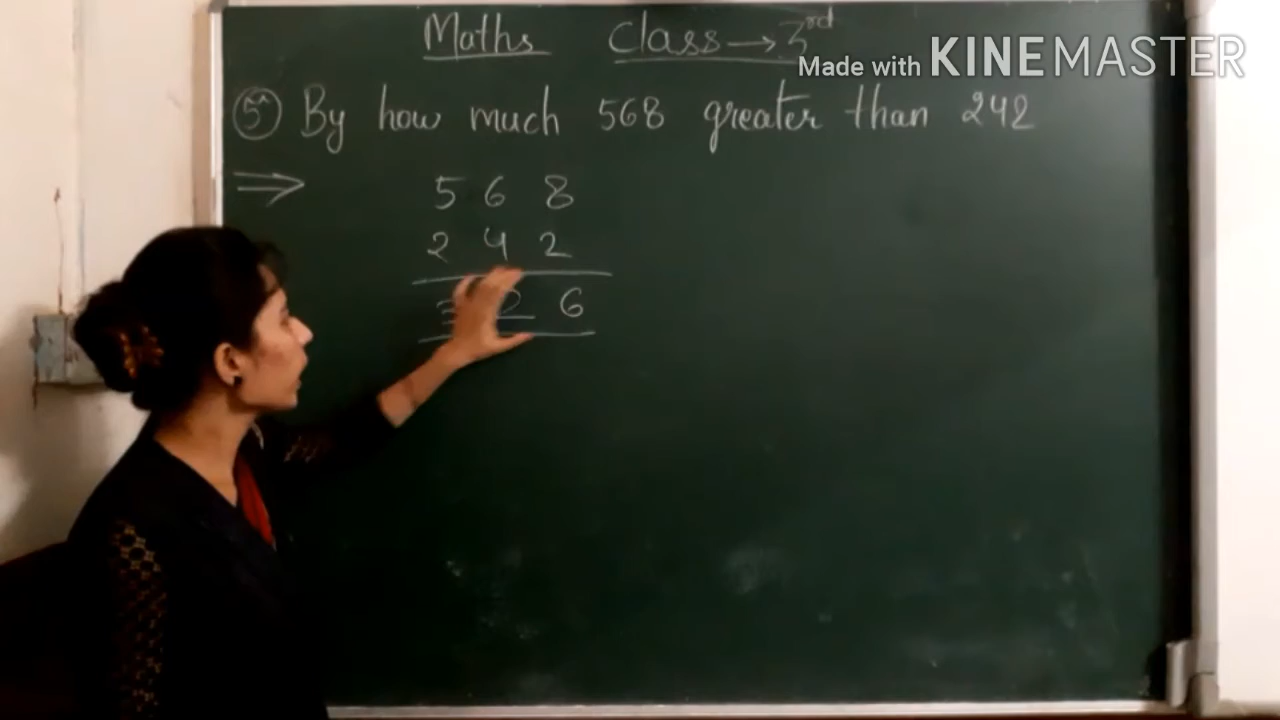 Maths Class → 3rd
Made with KINEMASTER
5 By how much 568 greater than 242
⇒ 5 6 8
2 4 2
2 6